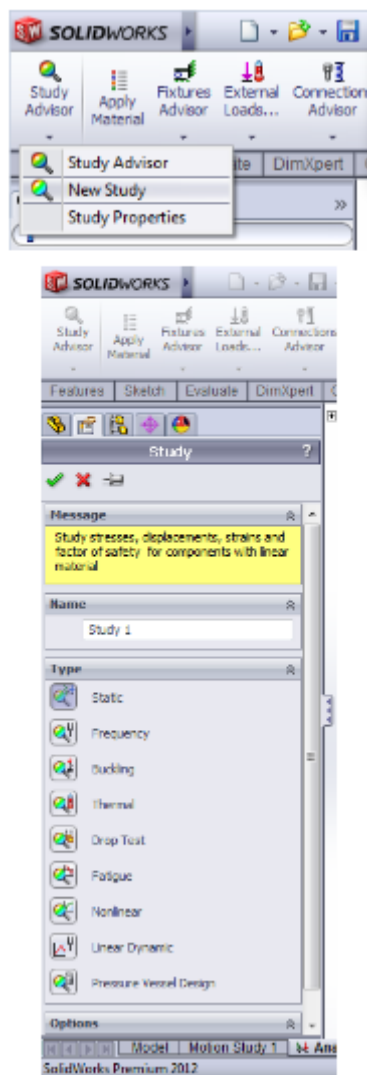 SOLIDWORKS
Study Advisor
Apply Material
Fixtures Advisor
External Loads...
Connection Advisor
Study Advisor
New Study
Study Properties
DimXpert
SOLIDWORKS
Study Advisor
Apply Material
Fixtures Advisor
External Loads...
Connections Advisor
Features
Sketch
Evaluate
DimXpert
Study
?
Message
Study stresses, displacements, strains and
factor of safety for components with linear
material
Name
Study 1
Type
Static
Frequency
Buckling
Thermal
Drop Test
Fatigue
Nonlinear
Linear Dynamic
Pressure Vessel Design
Options
Model
Motion Study 1
SolidWorks Premium 2012